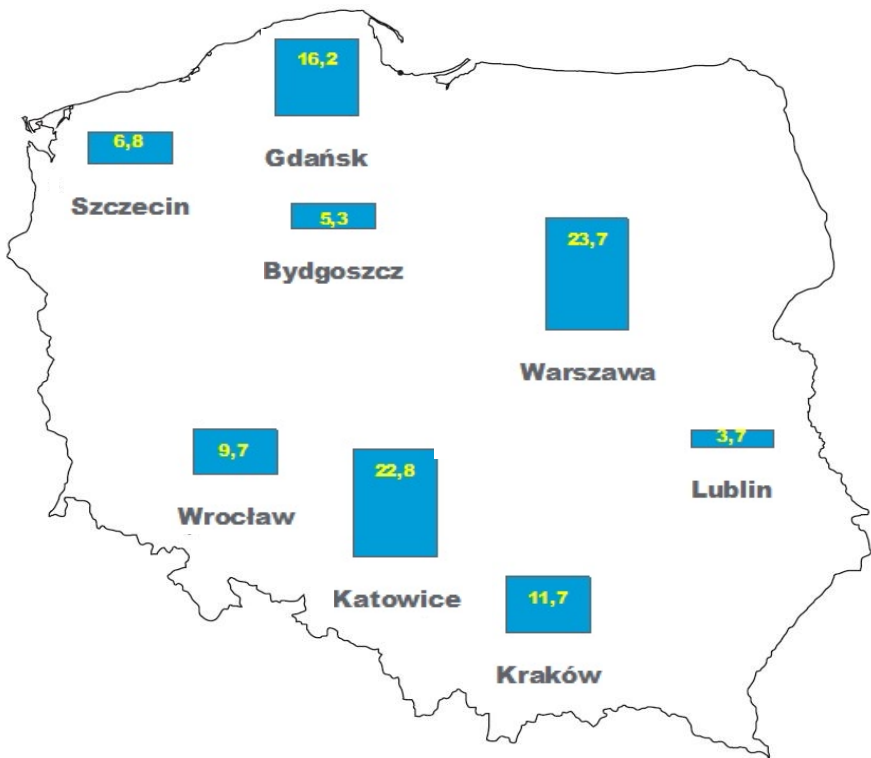 16,2
Gdańsk
6,8
Szczecin
5,3
Bydgoszcz
23,7
Warszawa
9,7
Wrocław
22,8
Katowice
3,7
Lublin
11,7
Kraków